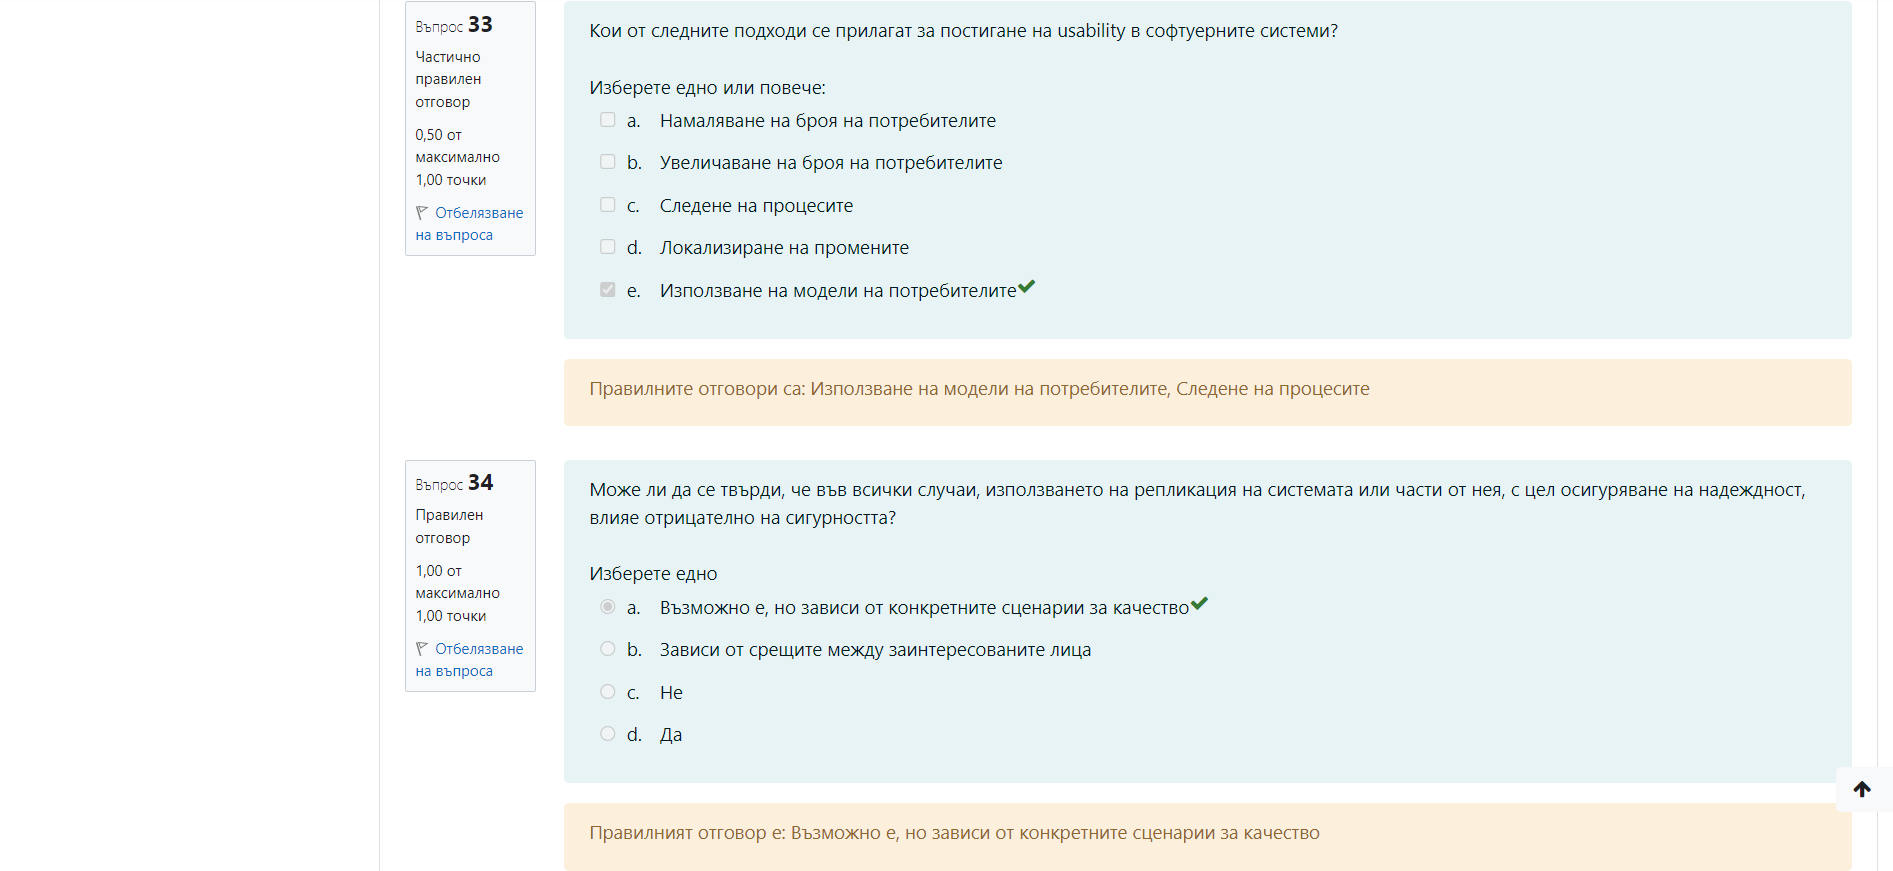 Въпрос 33
Частично
правилен
отговор
0,50 от
максимално
1,00 точки
Отбелязване
на въпроса
Кои от следните подходи се прилагат за постигане на usability в софтуерните системи?
Изберете едно или повече:
a. Намаляване на броя на потребителите
b. Увеличаване на броя на потребителите
c. Следене на процесите
d. Локализиране на промените
e. Използване на модели на потребителите
Правилните отговори са: Използване на модели на потребителите, Следене на процесите
Въпрос 34
Правилен
отговор
1,00 от
максимално
1,00 точки
Отбелязване
на въпроса
Може ли да се твърди, че във всички случаи, използването на репликация на системата или части от нея, с цел осигуряване на надеждност,
влияе отрицателно на сигурността?
Изберете едно
a. Възможно е, но зависи от конкретните сценарии за качество
b. Зависи от срещите между заинтересованите лица
c. Не
d. Да
Правилният отговор е: Възможно е, но зависи от конкретните сценарии за качество